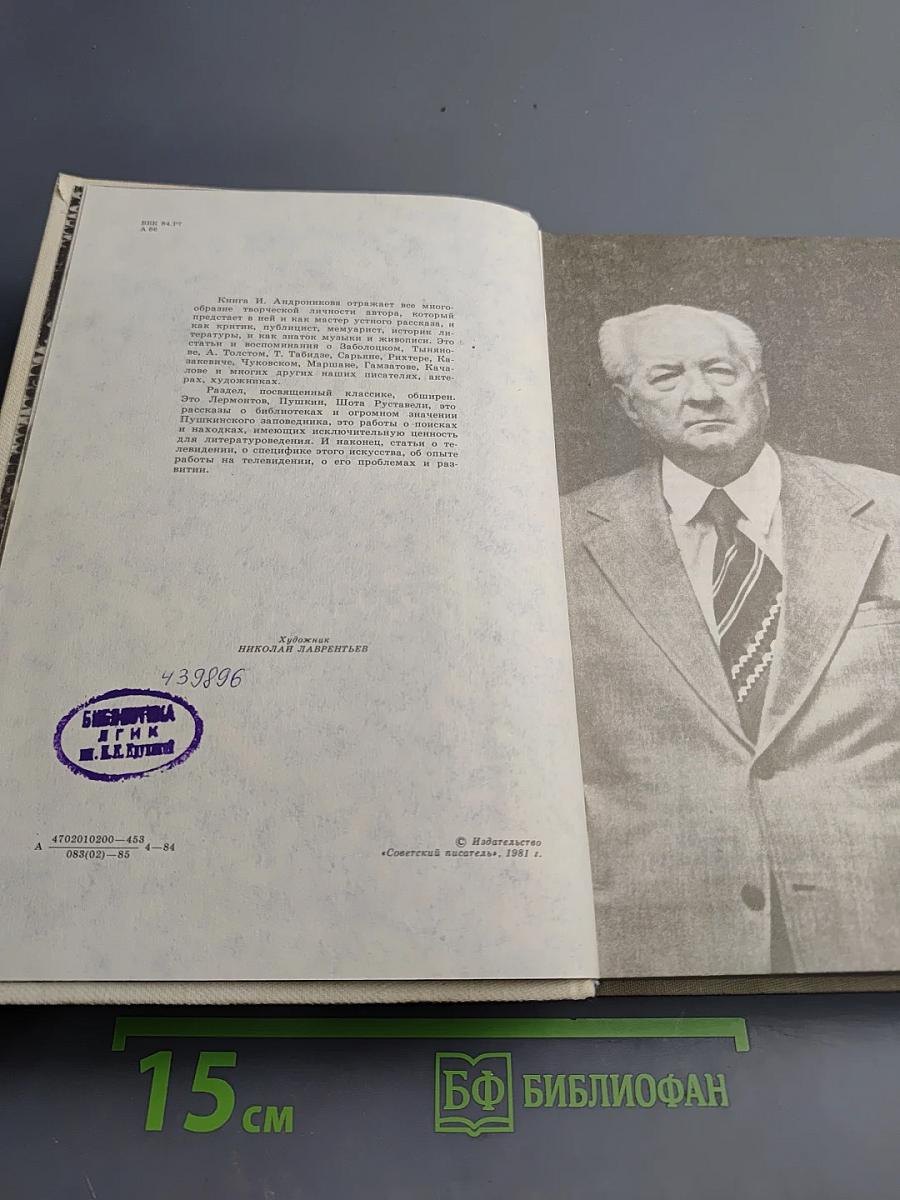 ББК 84.Р7
А 66
Книга И. Андроникова отражает все много-
образие творческой личности автора, который
предстает в ней и как мастер устного рассказа, и
как критик, публицист, мемуарист, историк ли-
тературы, и как знаток музыки и живописи. Это
статьи и воспоминания о Заболоцком, Тыняно-
ве, А. Толстом, Т. Табидзе, Сарьяне, Рихтере, Ка-
закевиче, Чуковском, Маршаке, Гамзатове, Кача-
лове и многих других наших писателях, акте-
рах, художниках.
Раздел, посвященный классике, обширен.
Это Лермонтов, Пушкин, Шота Руставели, это
рассказы о библиотеках и огромном значении
Пушкинского заповедника, это работы о поисках
и находках, имеющих исключительную ценность
для литературоведения. И наконец, статьи о те-
левидении, о специфике этого искусства, об опыте
работы на телевидении, о его проблемах и раз-
витии.
Художник
НИКОЛАЙ ЛАВРЕНТЬЕВ
439896
БИБЛИОТЕКА
ЛГИК
им. Н.К. Крупской
А 4702010200—453 4—84
083(02)—85
© Издательство
«Советский писатель», 1981 г.
15 см
БФ БИБЛИОФАН